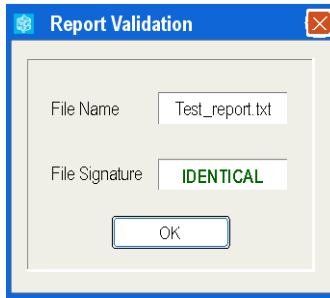 Report Validation
File Name Test_report.txt
File Signature IDENTICAL
OK